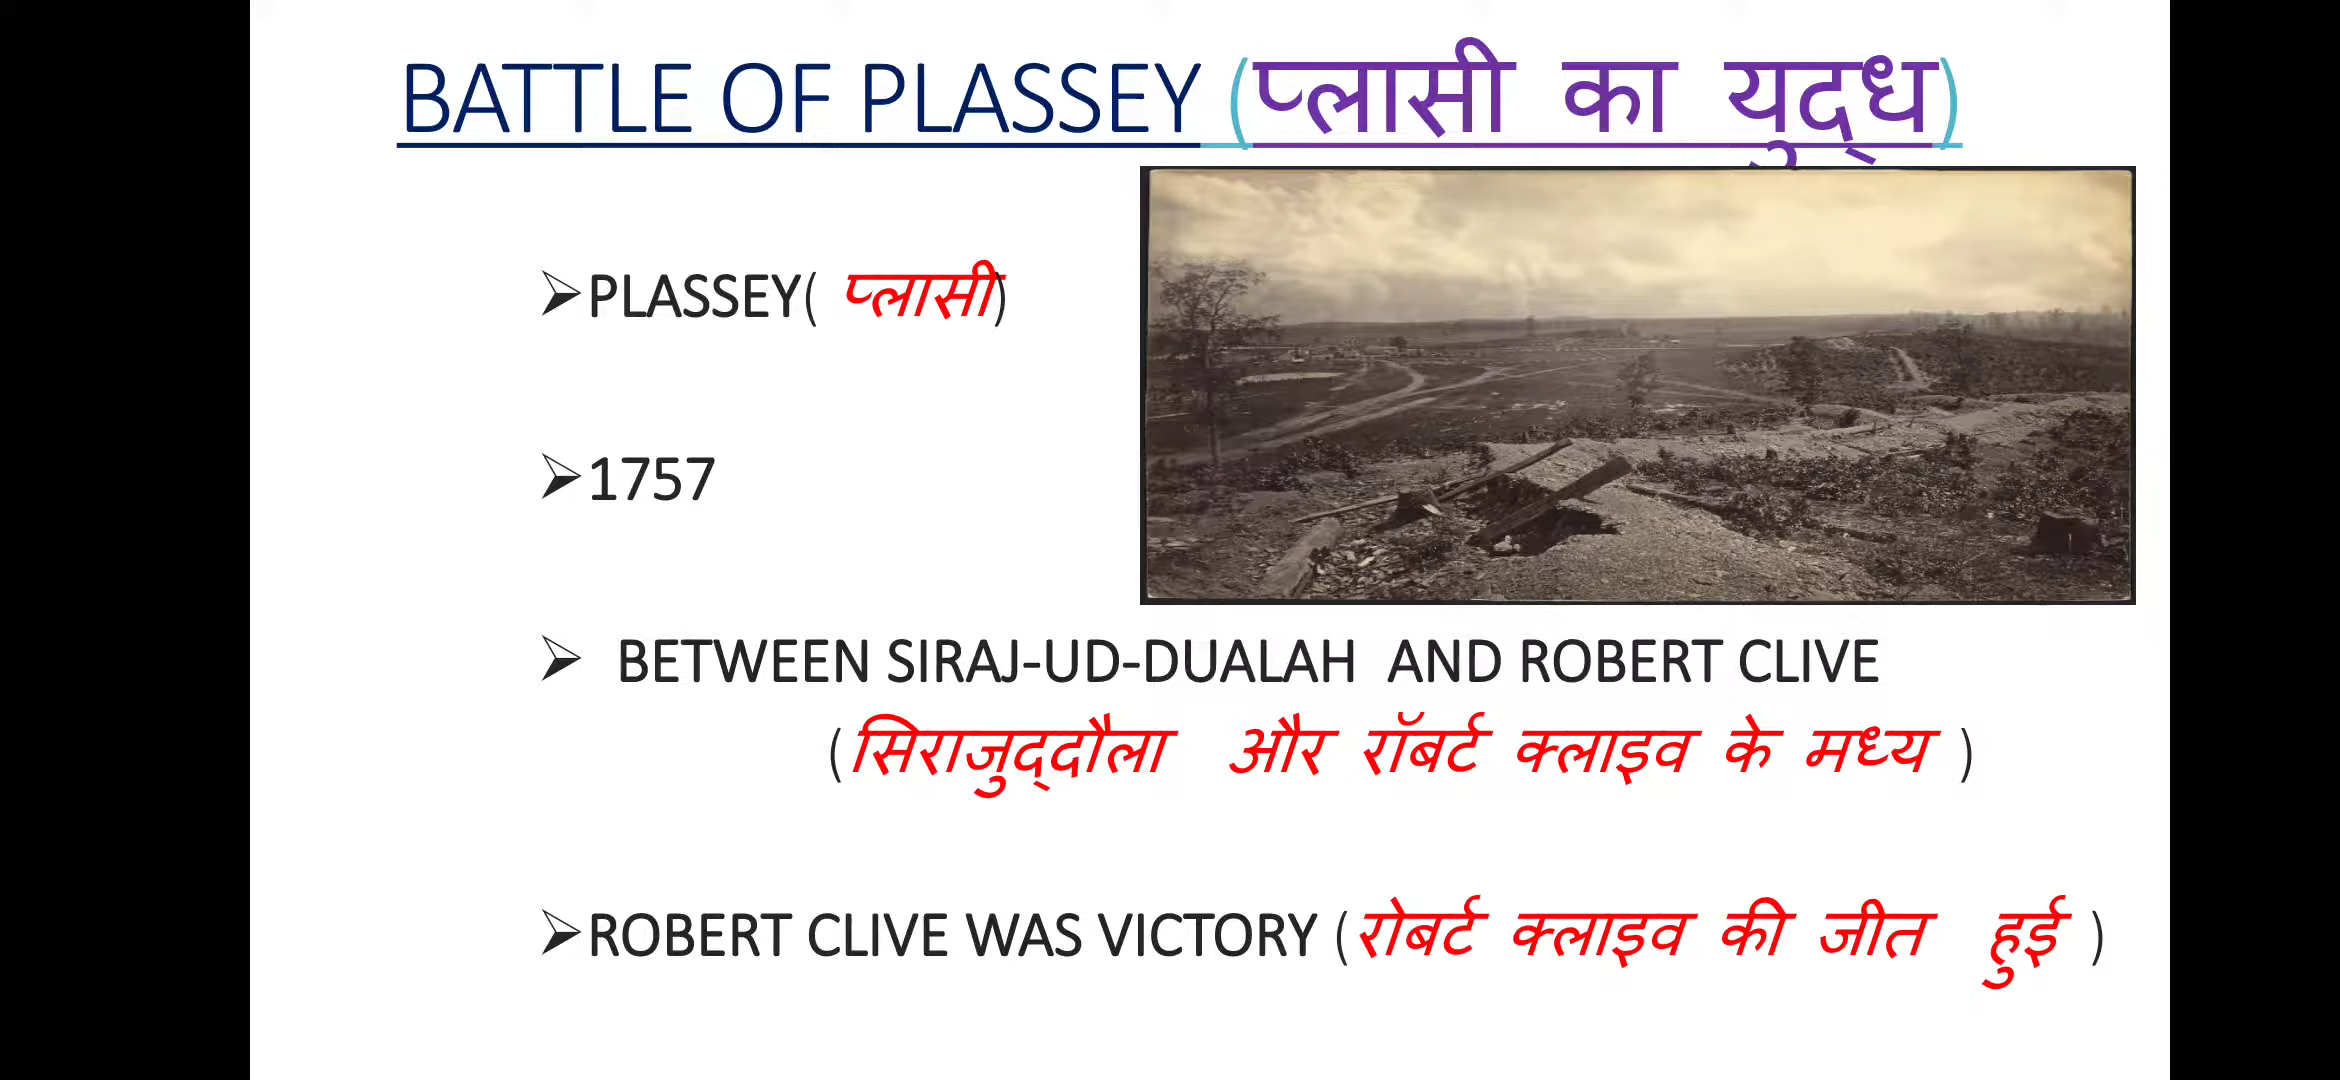 BATTLE OF PLASSEY (प्लासी का युद्ध)
➢PLASSEY( प्लासी)
➢1757
➢ BETWEEN SIRAJ-UD-DUALAH AND ROBERT CLIVE
(सिराजुद्दौला और रॉबर्ट क्लाइव के मध्य )
➢ROBERT CLIVE WAS VICTORY (रोबर्ट क्लाइव की जीत हुई )